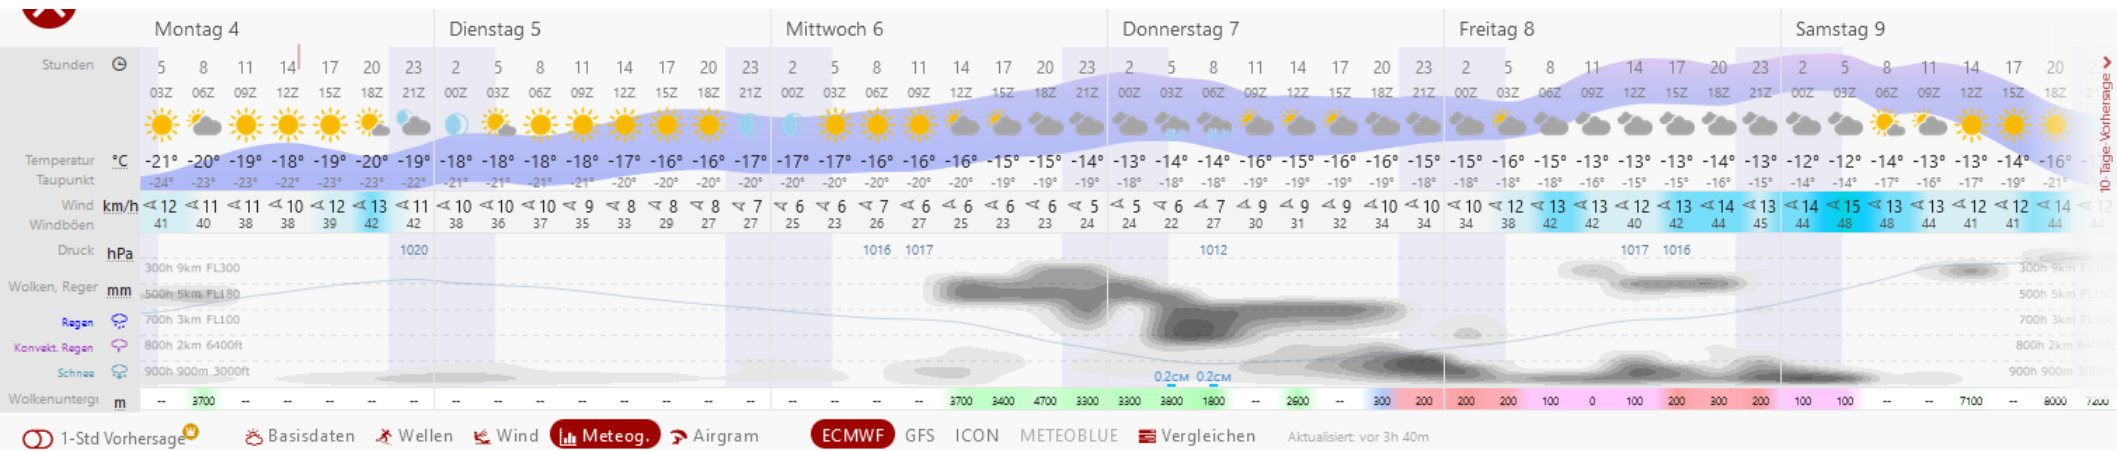 Montag 4 Dienstag 5 Mittwoch 6 Donnerstag 7 Freitag 8 Samstag 9
Stunden 5 8 11 14 17 20 23 2 5 8 11 14 17 20 23 2 5 8 11 14 17 20 23 2 5 8 11 14 17 20 23 2 5 8 11 14 17 20 23 2 5 8 11 14 17 20
03Z 06Z 09Z 12Z 15Z 18Z 21Z 00Z 03Z 06Z 09Z 12Z 15Z 18Z 21Z 00Z 03Z 06Z 09Z 12Z 15Z 18Z 21Z 00Z 03Z 06Z 09Z 12Z 15Z 18Z 21Z 00Z 03Z 06Z 09Z 12Z 15Z 18Z 21Z 00Z 03Z 06Z 09Z 12Z 15Z 18Z
Temperatur °C -21° -20° -19° -18° -19° -20° -19° -18° -18° -18° -18° -17° -16° -16° -17° -17° -17° -16° -16° -16° -15° -15° -14° -13° -14° -14° -16° -15° -16° -15° -15° -15° -16° -15° -13° -13° -13° -14° -13° -12° -12° -14° -13° -13° -14° -16°
Taupunkt -24° -23° -23° -22° -23° -23° -22° -21° -21° -21° -21° -20° -20° -20° -20° -20° -20° -20° -20° -20° -19° -19° -19° -18° -18° -18° -19° -18° -19° -18° -18° -18° -18° -18° -16° -15° -15° -16° -15° -14° -14° -17° -16° -17° -19° -21°
Wind km/h 12 11 11 10 12 13 11 10 10 10 9 8 8 8 7 6 6 7 6 6 6 6 5 5 6 7 9 9 9 10 10 10 12 13 13 12 13 14 13 14 15 13 13 12 12 14 12
Windböen 41 40 38 38 39 42 42 38 36 37 35 33 29 27 27 25 23 26 27 25 23 23 24 24 22 27 30 31 32 34 34 34 38 42 42 40 42 44 45 44 48 48 44 41 41 44 44
Druck hPa 1020 1016 1017 1012 1017 1016
300h 9km FL300
300h 9km
Wolken, Reger mm
500h 5km FL180
500h 5km
Regen
700h 3km FL100
700h 3km
Konvekt. Regen
800h 2km 6400ft
800h 2km
Schnee
900h 900m 3000ft
0.2CM 0.2CM
900h 900m
Wolkenuntergr m -- 3700 -- -- -- -- -- -- -- -- -- -- -- -- -- -- -- -- -- 3700 3400 4700 3300 3300 3800 1800 -- 2600 -- 300 200 200 200 100 0 100 200 300 200 100 100 -- -- 7100 -- 8000 7200
10-Tage-Vorhersage
1-Std Vorhersage Basisdaten Wellen Wind Meteog. Airgram ECMWF GFS ICON METEOBLUE Vergleichen Aktualisiert: vor 3h 40m